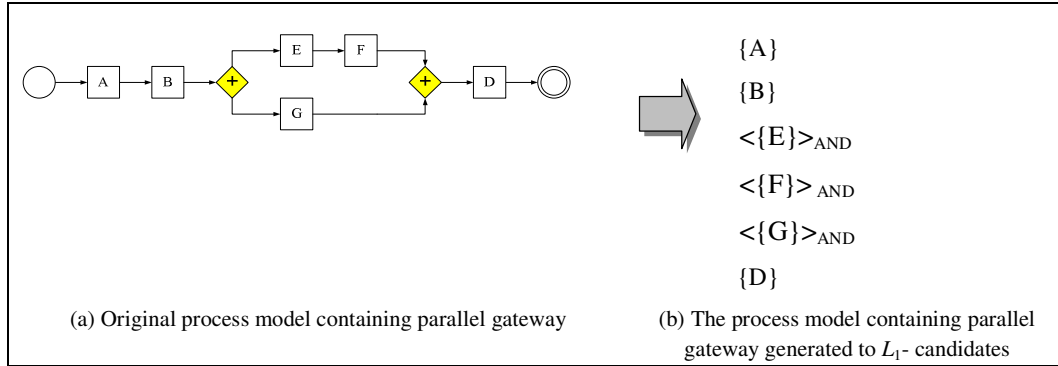 A
B
+
E
F
G
+
D
{A}
{B}
<{E}>AND
<{F}> AND
<{G}>AND
{D}
(a) Original process model containing parallel gateway
(b) The process model containing parallel
gateway generated to L1- candidates